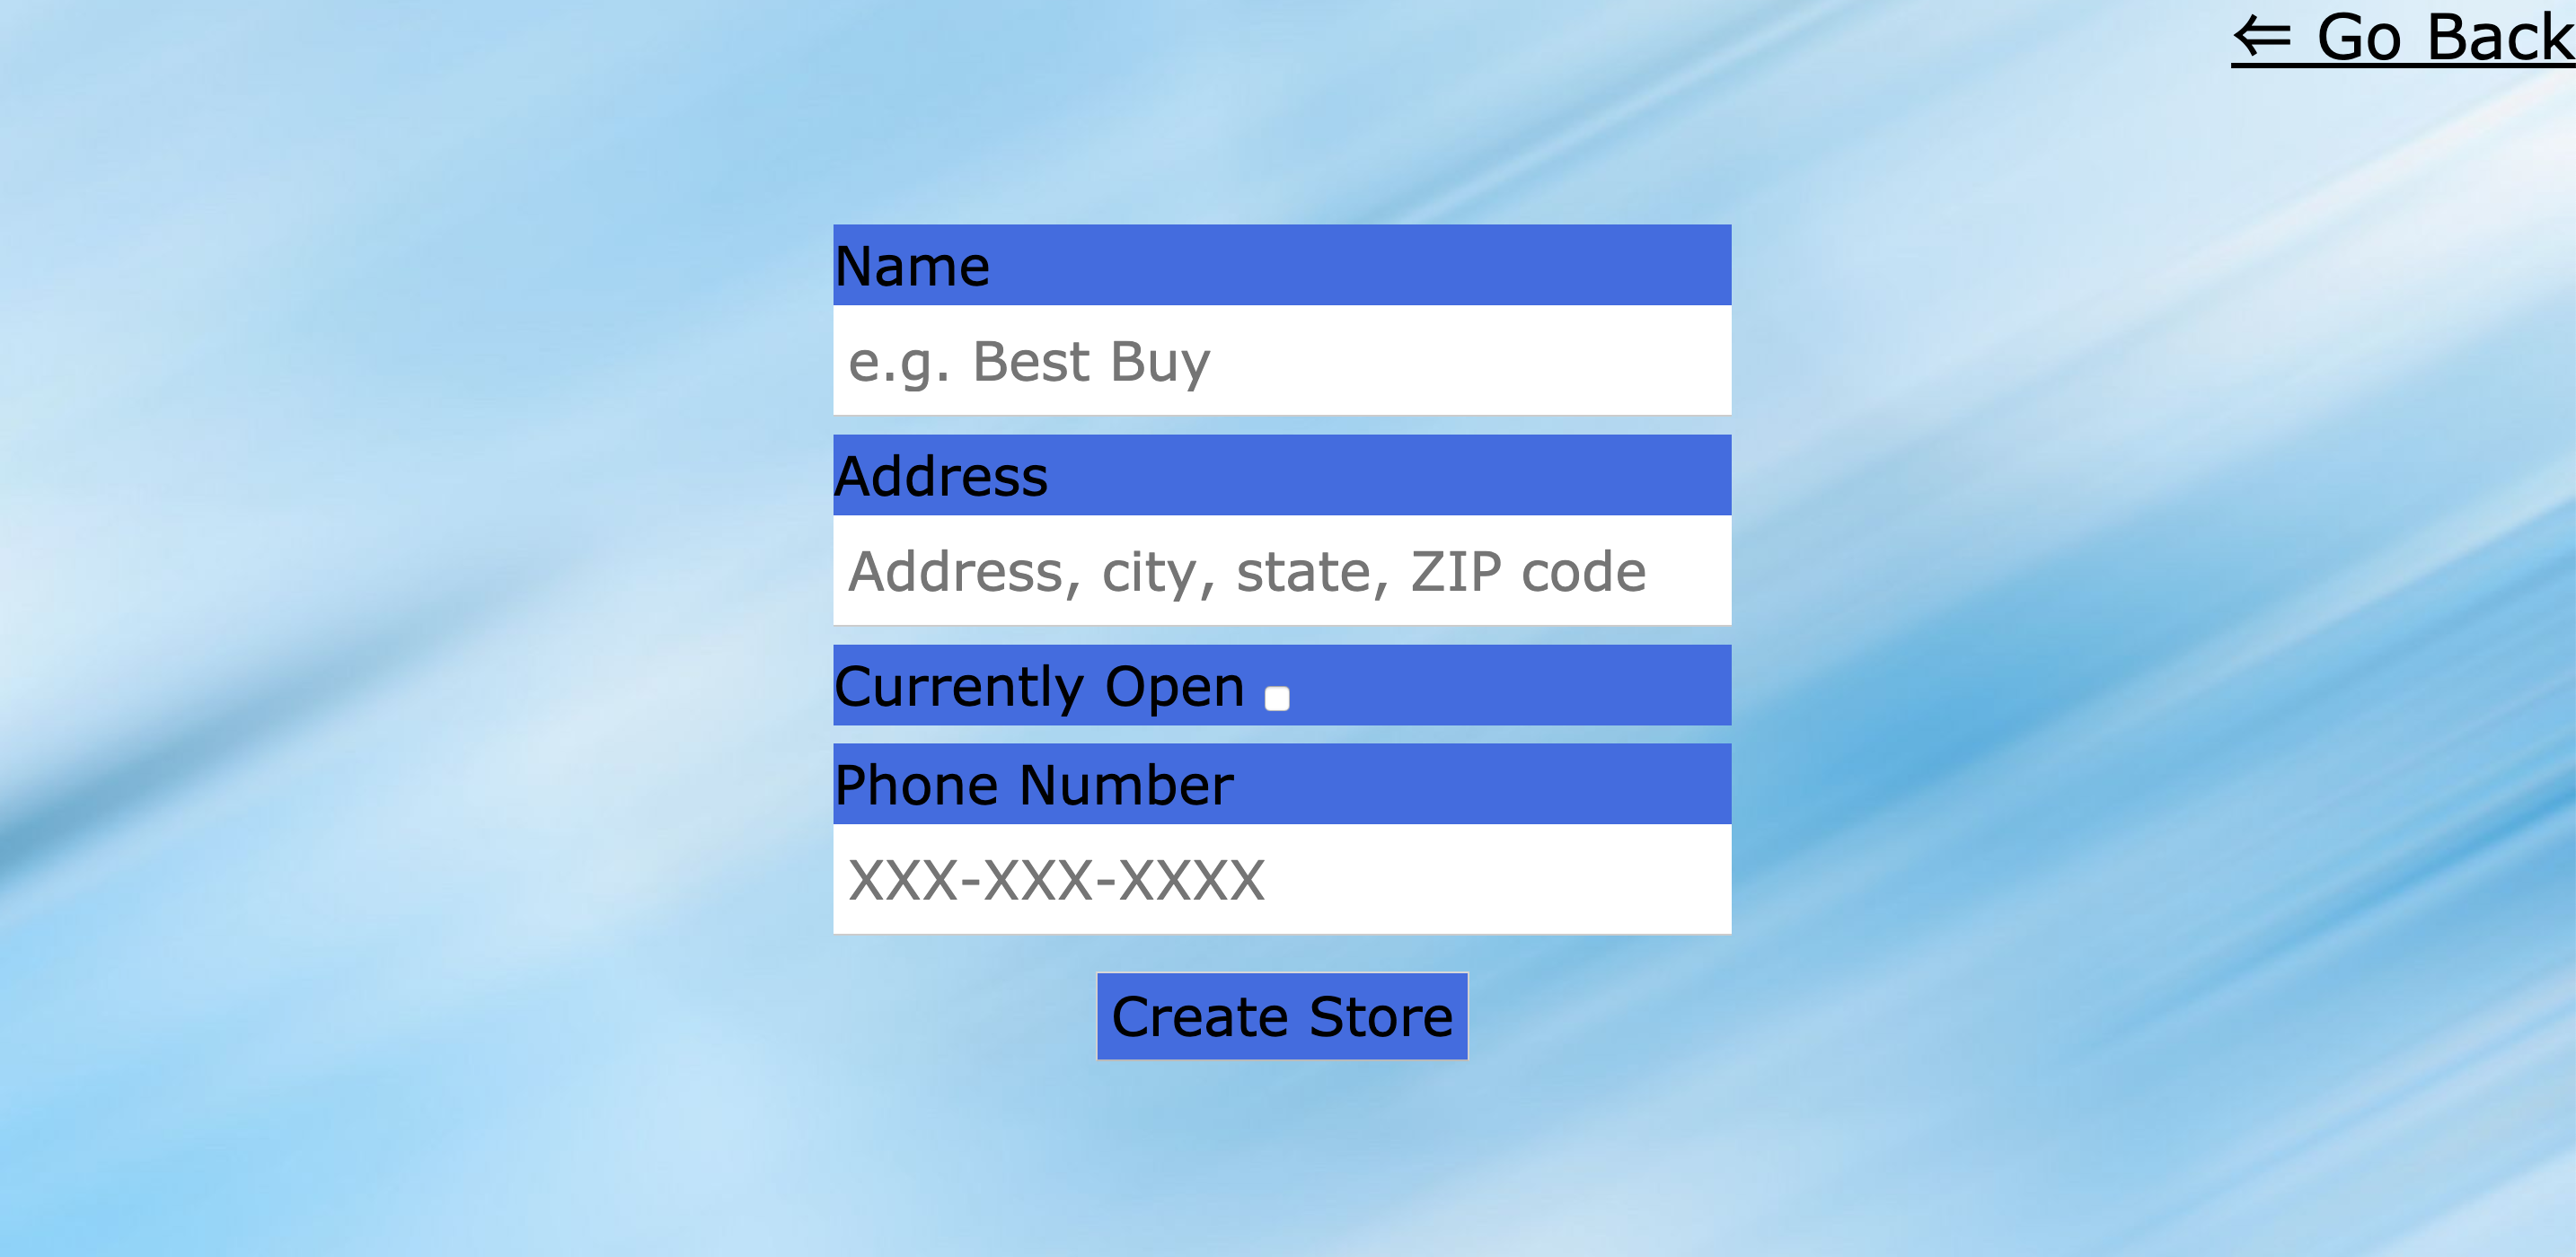 ⇐ Go Back
Name
e.g. Best Buy
Address
Address, city, state, ZIP code
Currently Open
Phone Number
XXX-XXX-XXXX
Create Store